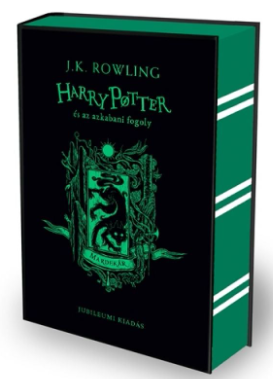 J.K. ROWLING
HARRY POTTER
és az azkabani fogoly
MARDEKÁR
JUBILEUMI KIADÁS